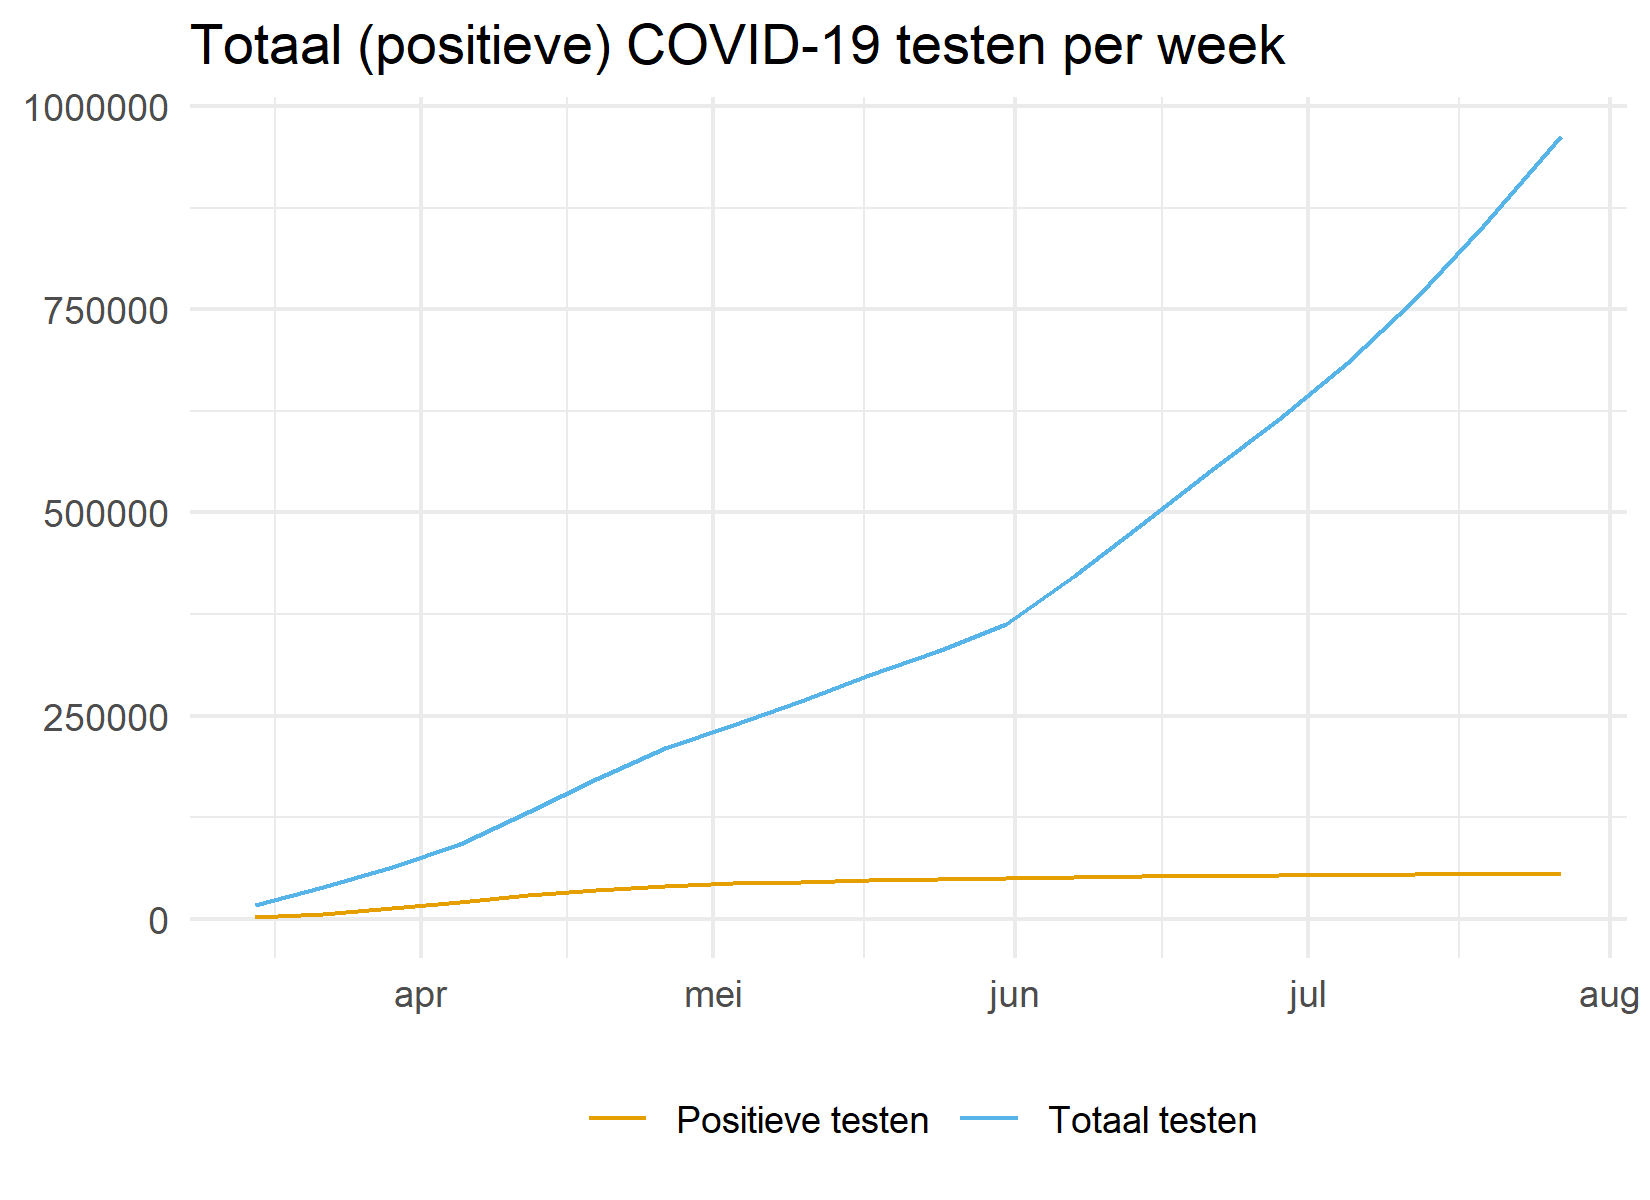 Totaal (positieve) COVID-19 testen per week
1000000
750000
500000
250000
0
apr mei jun jul aug
Positieve testen Totaal testen